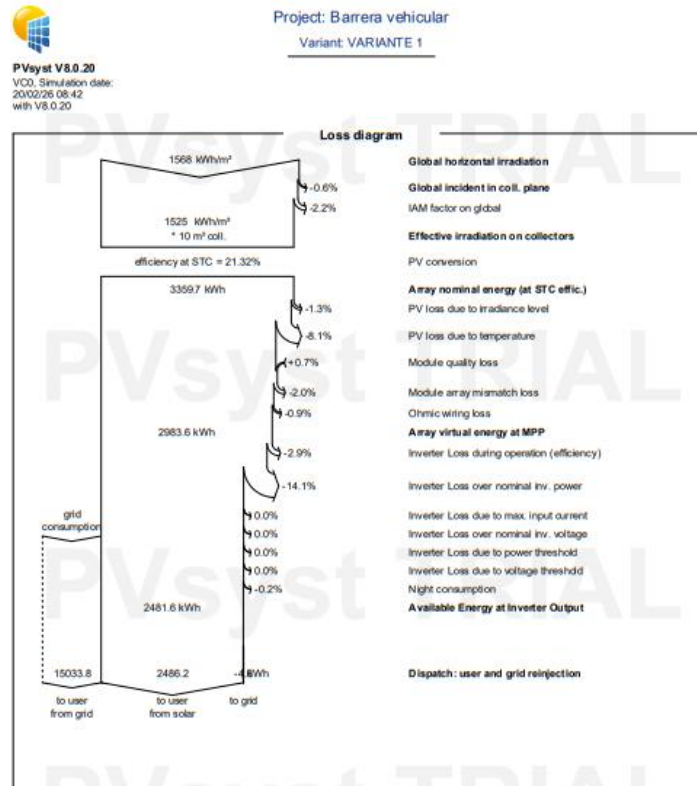 Project: Barrera vehicular
Variant: VARIANTE 1
PVsyst V8.0.20
VC0, Simulation date:
20/02/26 08:42
with V8.0.20
PVsyst TRIAL
Loss diagram
1568 kWh/m² Global horizontal irradiation
-0.6% Global incident in coll. plane
-2.2% IAM factor on global
1525 kWh/m²
* 10 m² coll. Effective irradiation on collectors
efficiency at STC = 21.32% PV conversion
3359.7 kWh Array nominal energy (at STC effic.)
-1.3% PV loss due to irradiance level
-8.1% PV loss due to temperature
PVsyst TRIAL
+0.7% Module quality loss
-2.0% Module array mismatch loss
-0.9% Ohmic wiring loss
2983.6 kWh Array virtual energy at MPP
-2.9% Inverter Loss during operation (efficiency)
-14.1% Inverter Loss over nominal inv. power
grid
consumption
0.0% Inverter Loss due to max. input current
0.0% Inverter Loss over nominal inv. voltage
0.0% Inverter Loss due to power threshold
0.0% Inverter Loss due to voltage threshold
PVsyst TRIAL
-0.2% Night consumption
2481.6 kWh Available Energy at Inverter Output
15033.8 2486.2 Dispatch: user and grid reinjection
to user
from grid
to user
from solar
to grid
PVsyst TRIAL